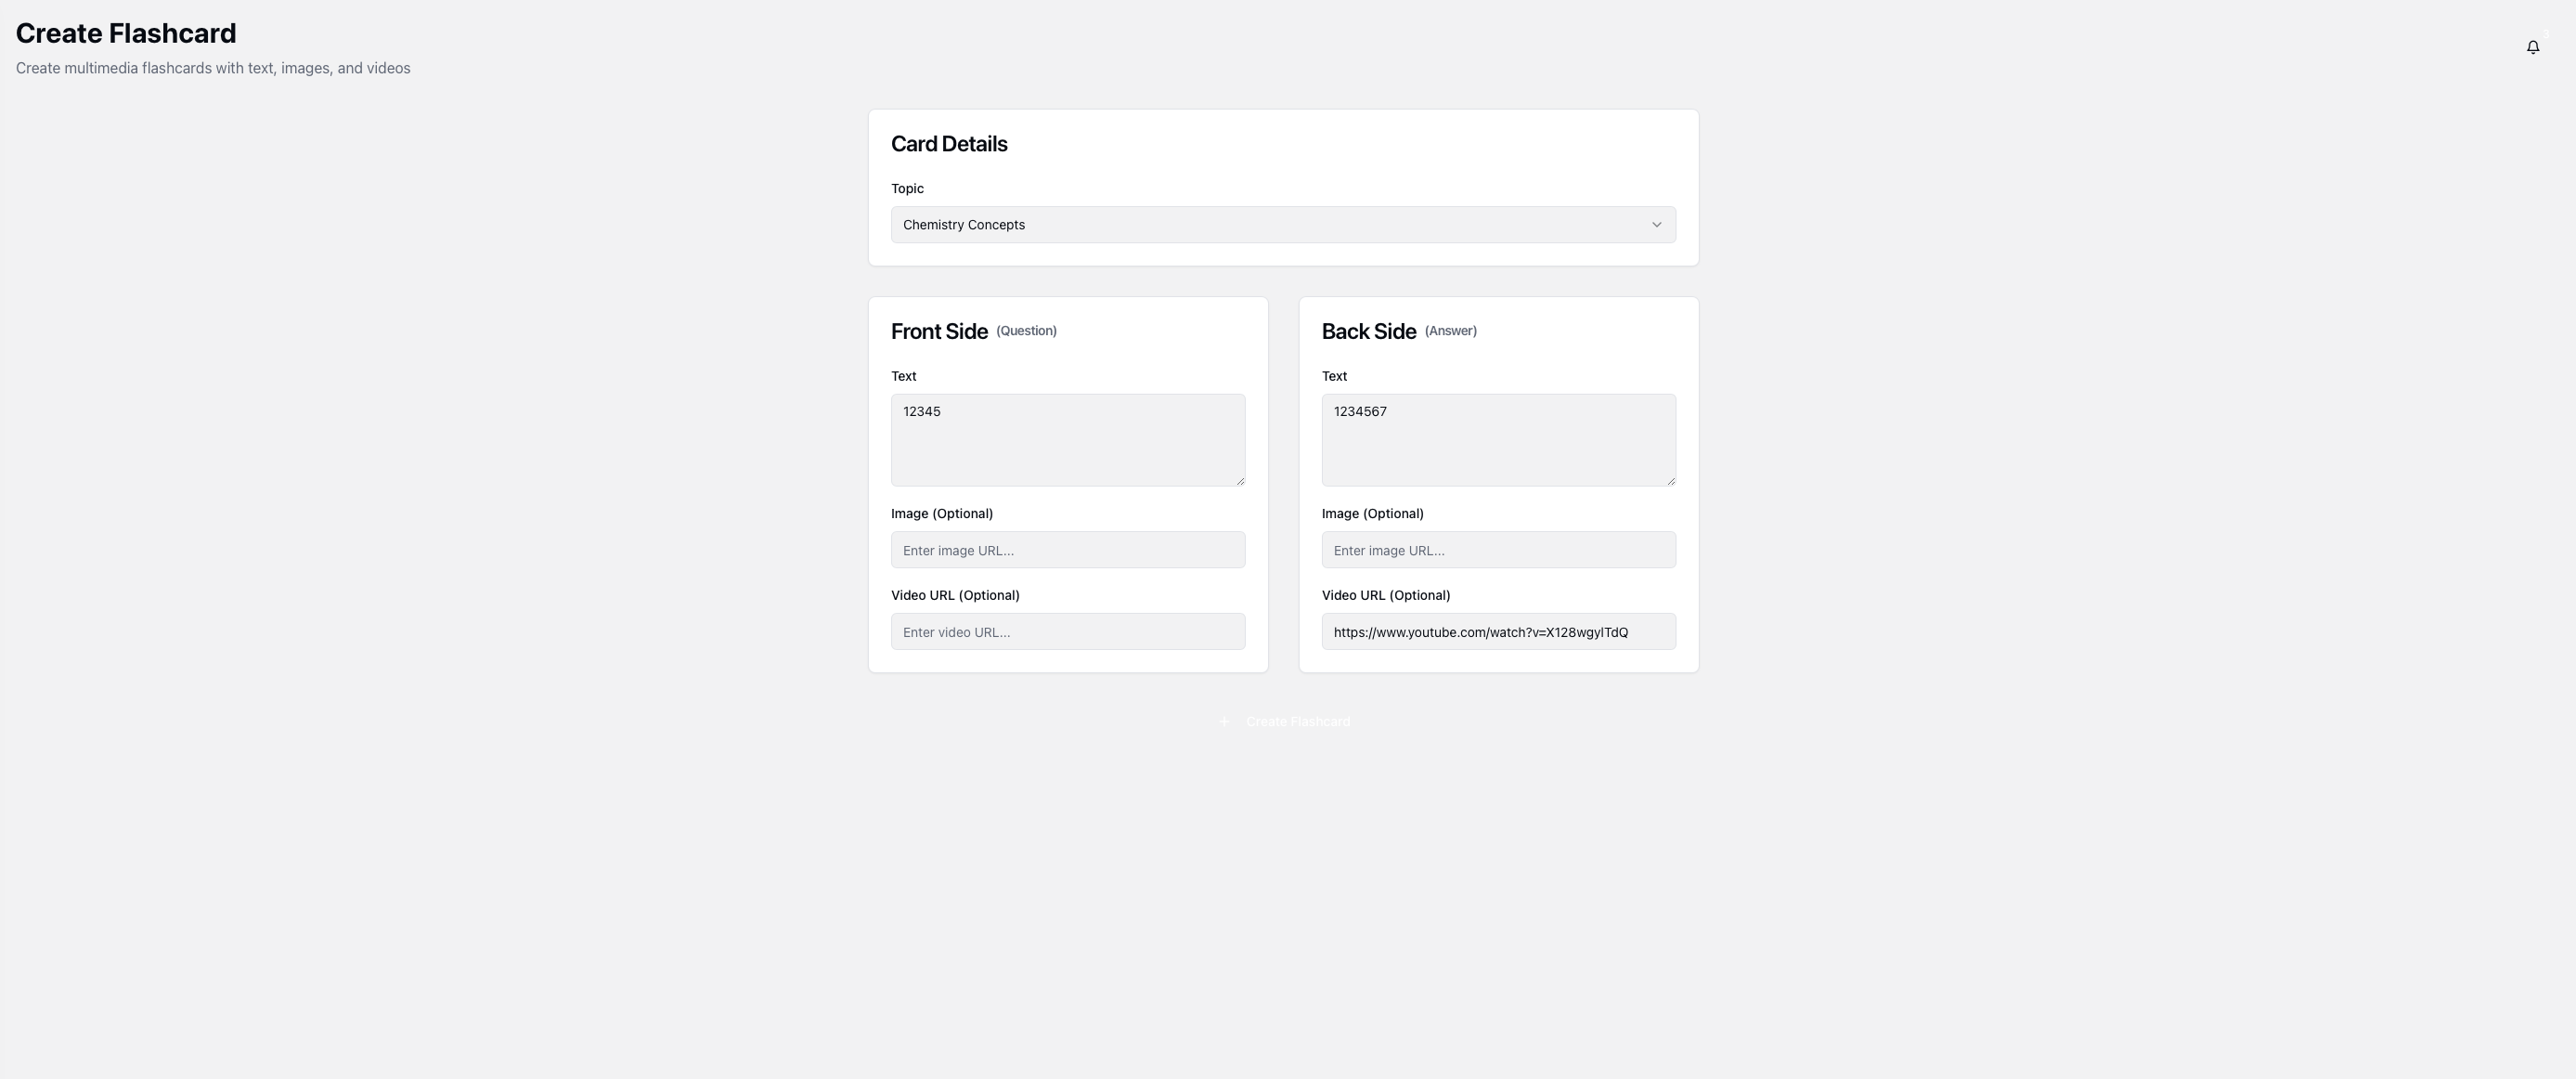 Create Flashcard
Create multimedia flashcards with text, images, and videos
Card Details
Topic
Chemistry Concepts
Front Side (Question)
Text
12345
Image (Optional)
Enter image URL...
Video URL (Optional)
Enter video URL...
Back Side (Answer)
Text
1234567
Image (Optional)
Enter image URL...
Video URL (Optional)
https://www.youtube.com/watch?v=X128wgylTdQ
Create Flashcard